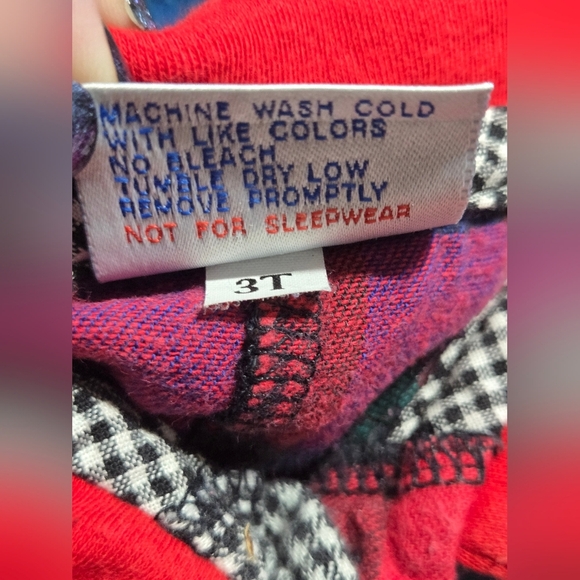 MACHINE WASH COLD
WITH LIKE COLORS
NO BLEACH
TUMBLE DRY LOW
REMOVE PROMPTLY
NOT FOR SLEEPWEAR
3T